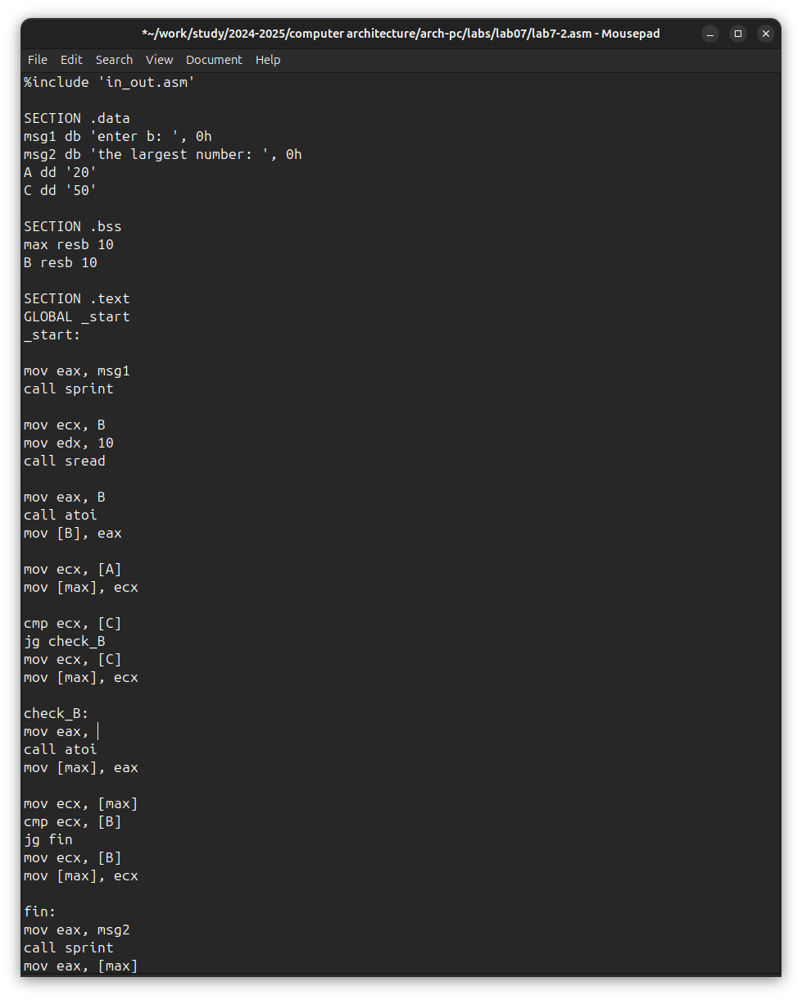 *~/work/study/2024-2025/computer architecture/arch-pc/labs/lab07/lab7-2.asm - Mousepad
File Edit Search View Document Help
%include 'in_out.asm'
SECTION .data
msg1 db 'enter b: ', 0h
msg2 db 'the largest number: ', 0h
A dd '20'
C dd '50'
SECTION .bss
max resb 10
B resb 10
SECTION .text
GLOBAL _start
_start:
mov eax, msg1
call sprint
mov ecx, B
mov edx, 10
call sread
mov eax, B
call atoi
mov [B], eax
mov ecx, [A]
mov [max], ecx
cmp ecx, [C]
jg check_B
mov ecx, [C]
mov [max], ecx
check_B:
mov eax,
call atoi
mov [max], eax
mov ecx, [max]
cmp ecx, [B]
jg fin
mov ecx, [B]
mov [max], ecx
fin:
mov eax, msg2
call sprint
mov eax, [max]